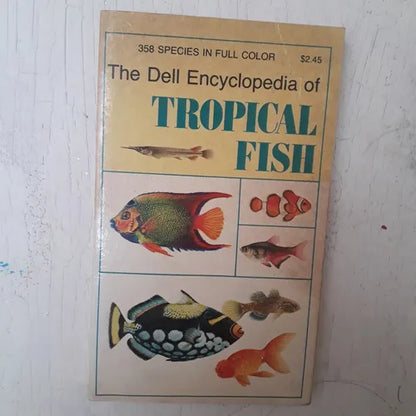 358 SPECIES IN FULL COLOR $2.45
The Dell Encyclopedia of
TROPICAL
FISH